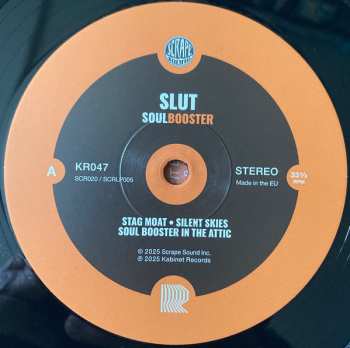 SCRAPE
SLUT
SOULBOOSTER
A
KR047
SCR020 / SCRLP005
STEREO
Made in the EU
33⅓
RPM
STAG MOAT • SILENT SKIES
SOUL BOOSTER IN THE ATTIC
℗ 2025 Scrape Sound Inc.
℗ 2025 Kabinet Records